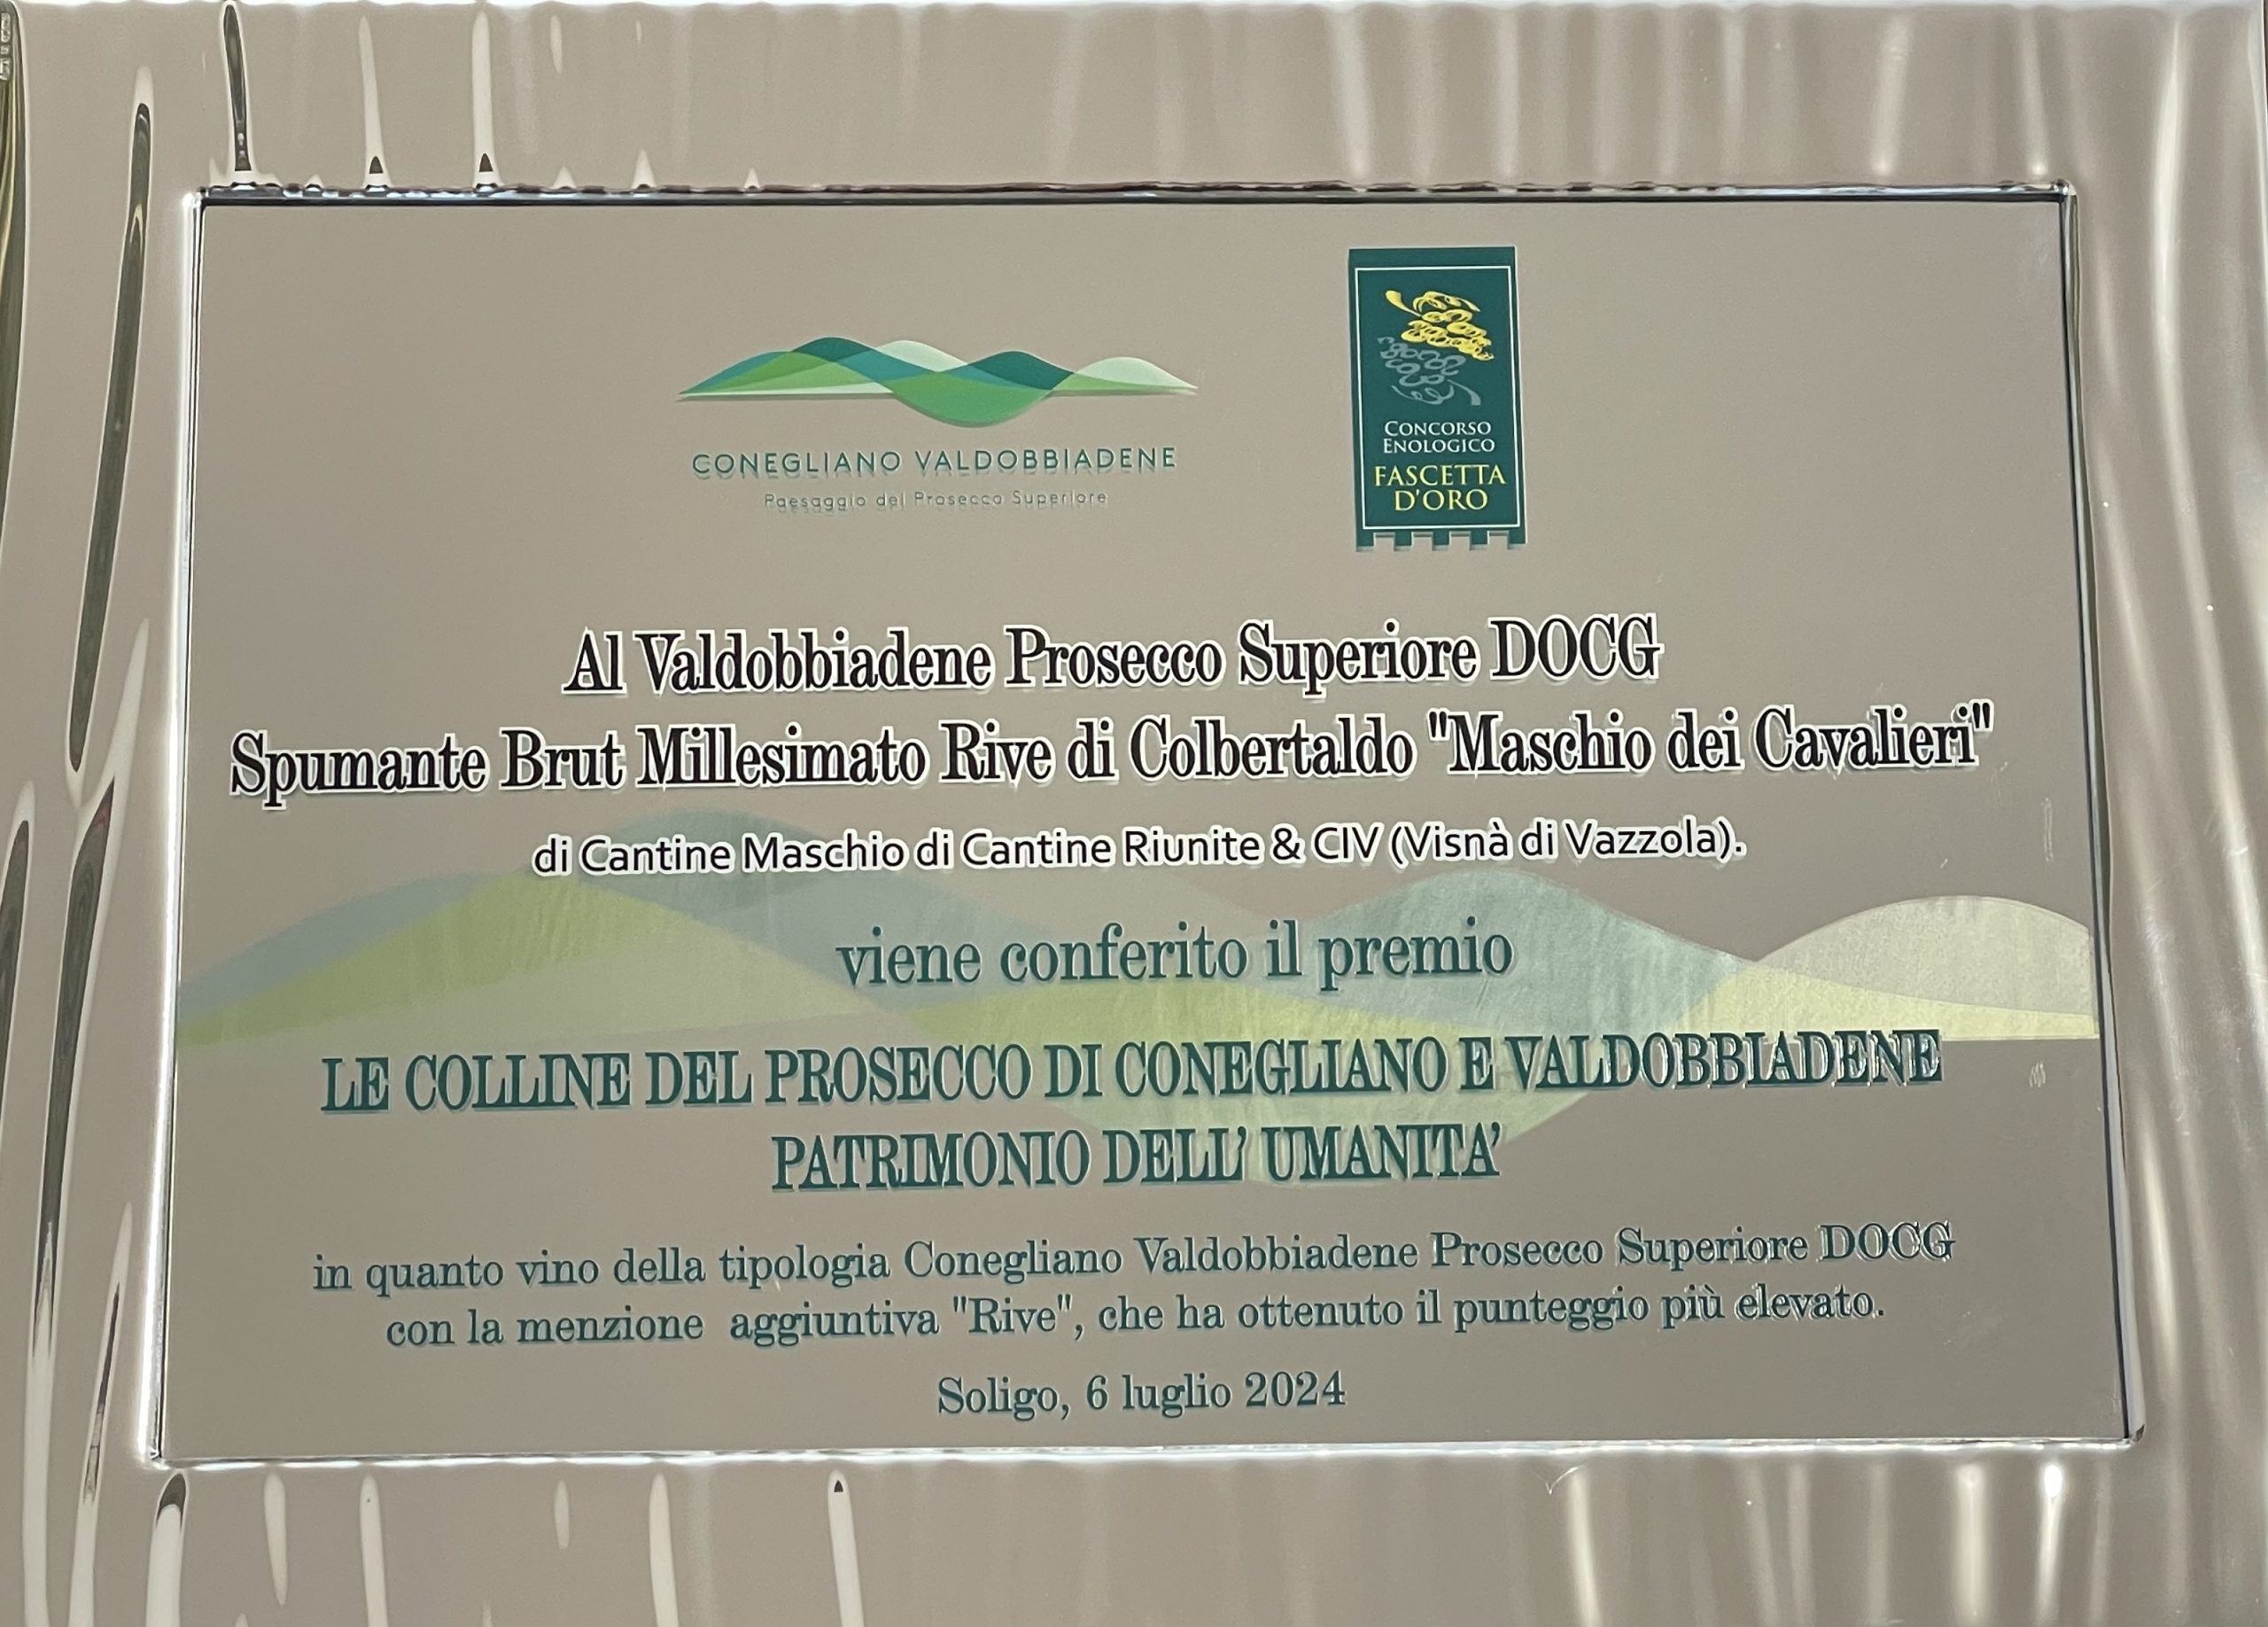 CONEGLIANO VALDOBBIADENE
Paesaggio del Prosecco Superiore
CONCORSO
ENOLOGICO
FASCETTA
D'ORO
Al Valdobbiadene Prosecco Superiore DOCG
Spumante Brut Millesimato Rive di Colbertaldo "Maschio dei Cavalieri"
di Cantine Maschio di Cantine Riunite & CIV (Visnà di Vazzola).
viene conferito il premio
LE COLLINE DEL PROSECCO DI CONEGLIANO E VALDOBBIADENE
PATRIMONIO DELL' UMANITA'
in quanto vino della tipologia Conegliano Valdobbiadene Prosecco Superiore DOCG
con la menzione aggiuntiva "Rive", che ha ottenuto il punteggio più elevato.
Soligo, 6 luglio 2024